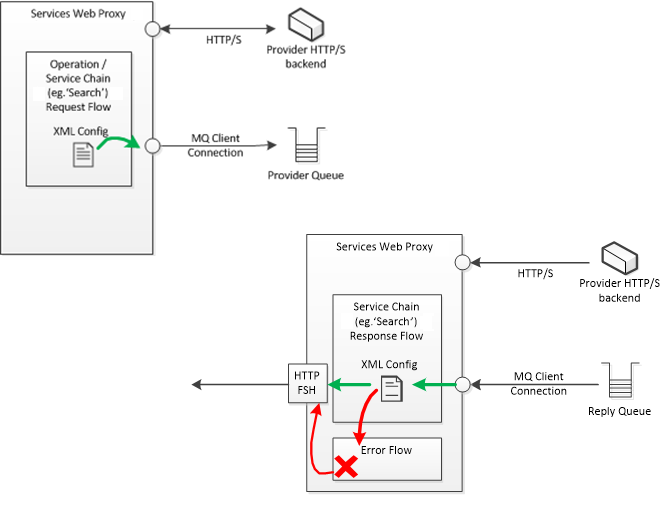 Services Web Proxy
HTTP/S
Provider HTTP/S
backend
Operation /
Service Chain
(eg.‘Search’)
Request Flow
XML Config
MQ Client
Connection
Provider Queue
Services Web Proxy
HTTP/S
Provider HTTP/S
backend
Service Chain
(eg.‘Search’)
Response Flow
XML Config
HTTP
FSH
MQ Client
Connection
Reply Queue
Error Flow